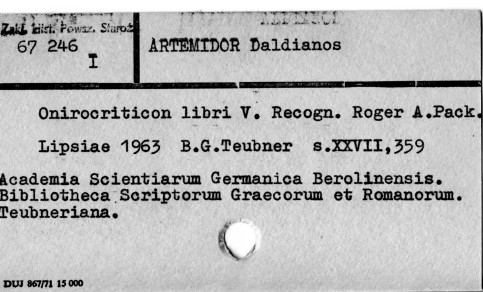 Zakł. Hist. Powsz. Staroż.
67 246
I
ARTEMIDOR Daldianos
Onirocriticon libri V. Recogn. Roger A.Pack.
Lipsiae 1963 B.G.Teubner s.XXVII,359
Academia Scientiarum Germanica Berolinensis.
Bibliotheca Scriptorum Graecorum et Romanorum.
Teubneriana.
DUJ 867/71 15 000